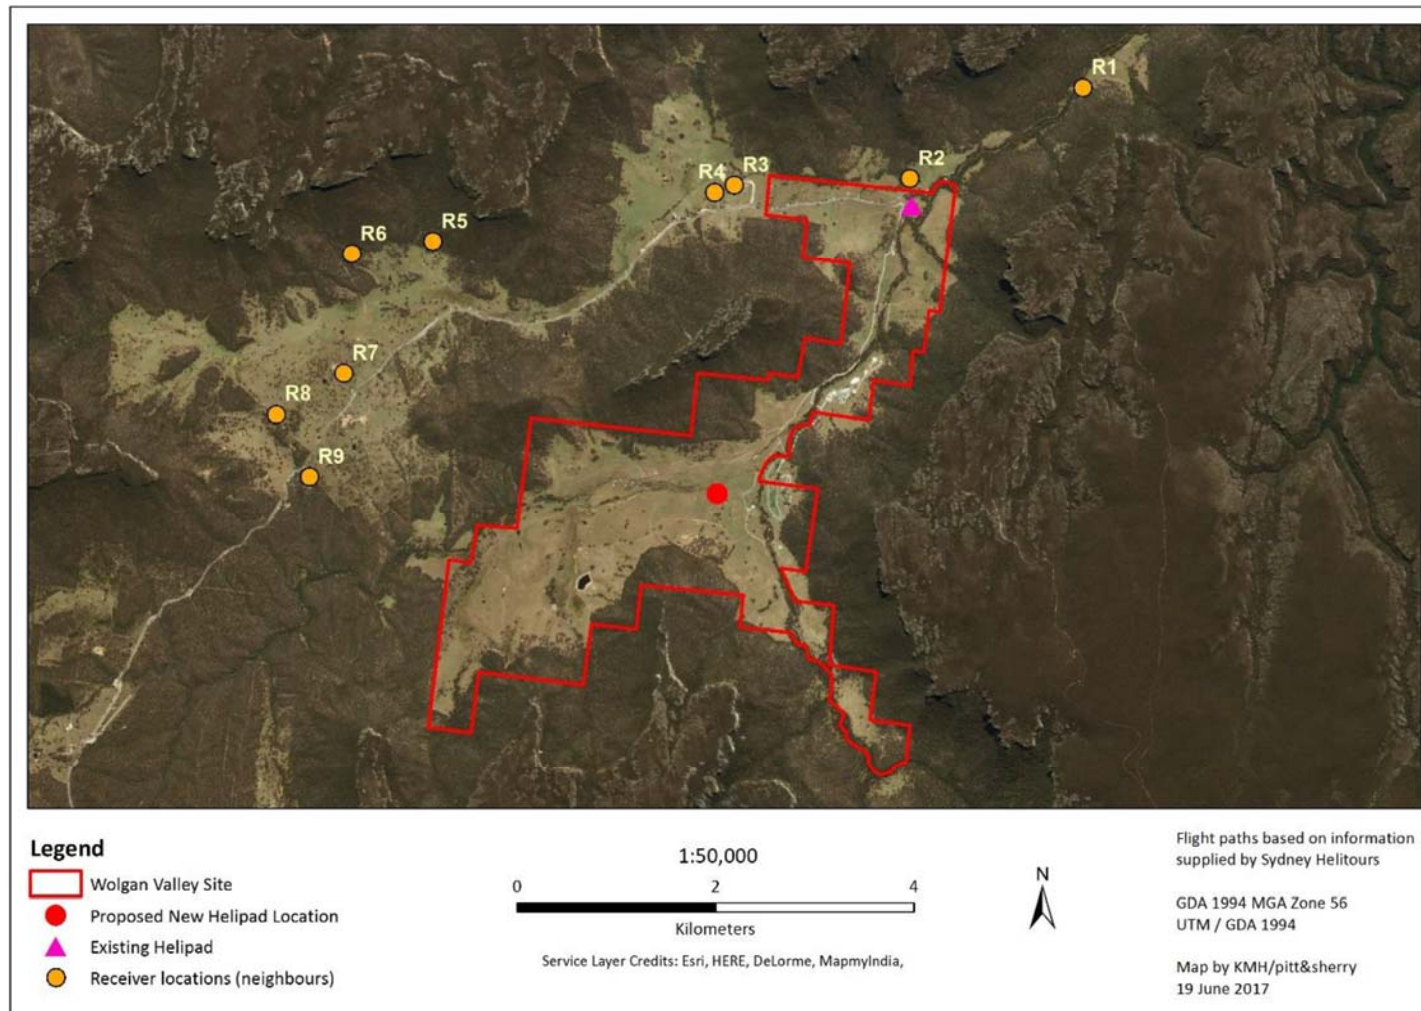 R1
R2
R3
R4
R5
R6
R7
R8
R9
Legend
Wolgan Valley Site
Proposed New Helipad Location
Existing Helipad
Receiver locations (neighbours)
1:50,000
0 2 4
Kilometers
Service Layer Credits: Esri, HERE, DeLorme, MapmyIndia,
N
Flight paths based on information
supplied by Sydney Helitours
GDA 1994 MGA Zone 56
UTM / GDA 1994
Map by KMH/pitt&sherry
19 June 2017